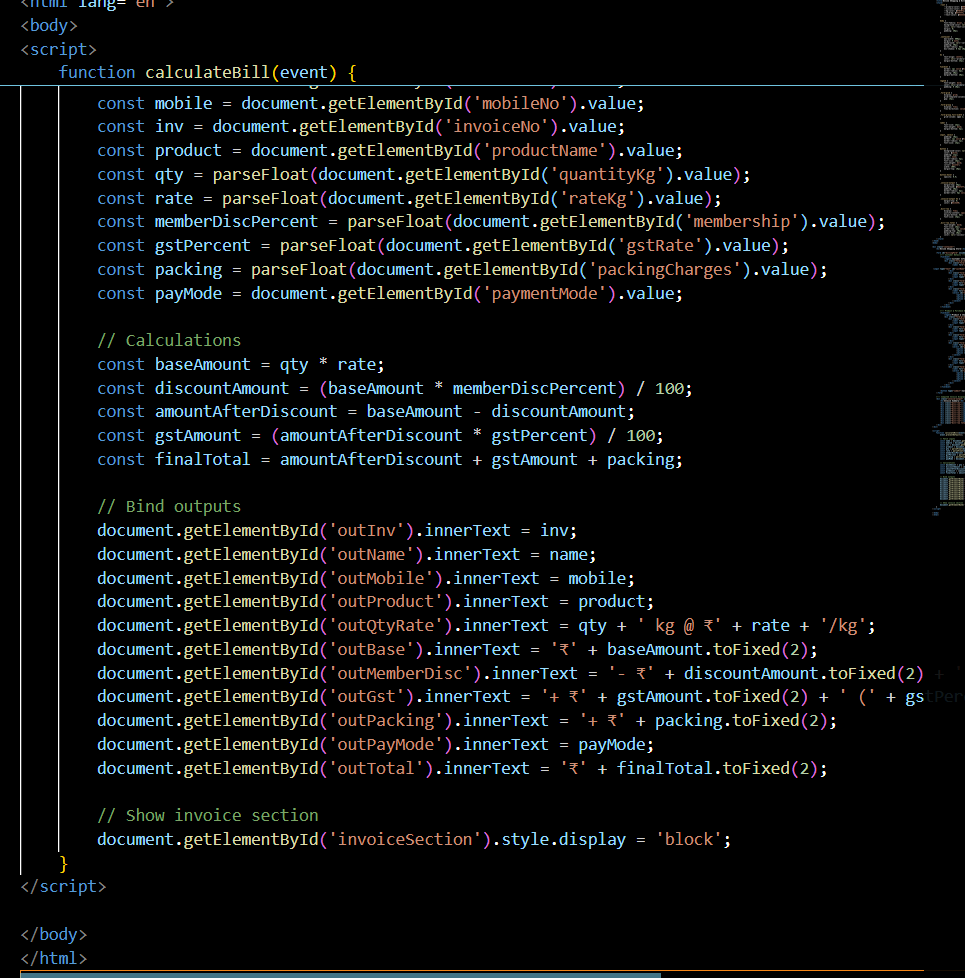 <html lang="en">
<body>
<script>
function calculateBill(event) {
const mobile = document.getElementById('mobileNo').value;
const inv = document.getElementById('invoiceNo').value;
const product = document.getElementById('productName').value;
const qty = parseFloat(document.getElementById('quantityKg').value);
const rate = parseFloat(document.getElementById('rateKg').value);
const memberDiscPercent = parseFloat(document.getElementById('membership').value);
const gstPercent = parseFloat(document.getElementById('gstRate').value);
const packing = parseFloat(document.getElementById('packingCharges').value);
const payMode = document.getElementById('paymentMode').value;
// Calculations
const baseAmount = qty * rate;
const discountAmount = (baseAmount * memberDiscPercent) / 100;
const amountAfterDiscount = baseAmount - discountAmount;
const gstAmount = (amountAfterDiscount * gstPercent) / 100;
const finalTotal = amountAfterDiscount + gstAmount + packing;
// Bind outputs
document.getElementById('outInv').innerText = inv;
document.getElementById('outName').innerText = name;
document.getElementById('outMobile').innerText = mobile;
document.getElementById('outProduct').innerText = product;
document.getElementById('outQtyRate').innerText = qty + ' kg @ ₹' + rate + '/kg';
document.getElementById('outBase').innerText = '₹' + baseAmount.toFixed(2);
document.getElementById('outMemberDisc').innerText = '- ₹' + discountAmount.toFixed(2) + '
document.getElementById('outGst').innerText = '+ ₹' + gstAmount.toFixed(2) + ' (' + gstPer
document.getElementById('outPacking').innerText = '+ ₹' + packing.toFixed(2);
document.getElementById('outPayMode').innerText = payMode;
document.getElementById('outTotal').innerText = '₹' + finalTotal.toFixed(2);
// Show invoice section
document.getElementById('invoiceSection').style.display = 'block';
}
</script>
</body>
</html>